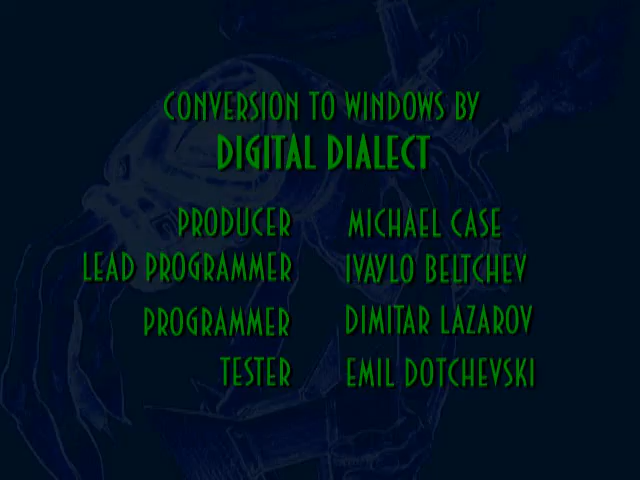 CONVERSION TO WINDOWS BY
DIGITAL DIALECT
PRODUCER MICHAEL CASE
LEAD PROGRAMMER IVAYLO BELTCHEV
PROGRAMMER DIMITAR LAZAROV
TESTER EMIL DOTCHEVSKI